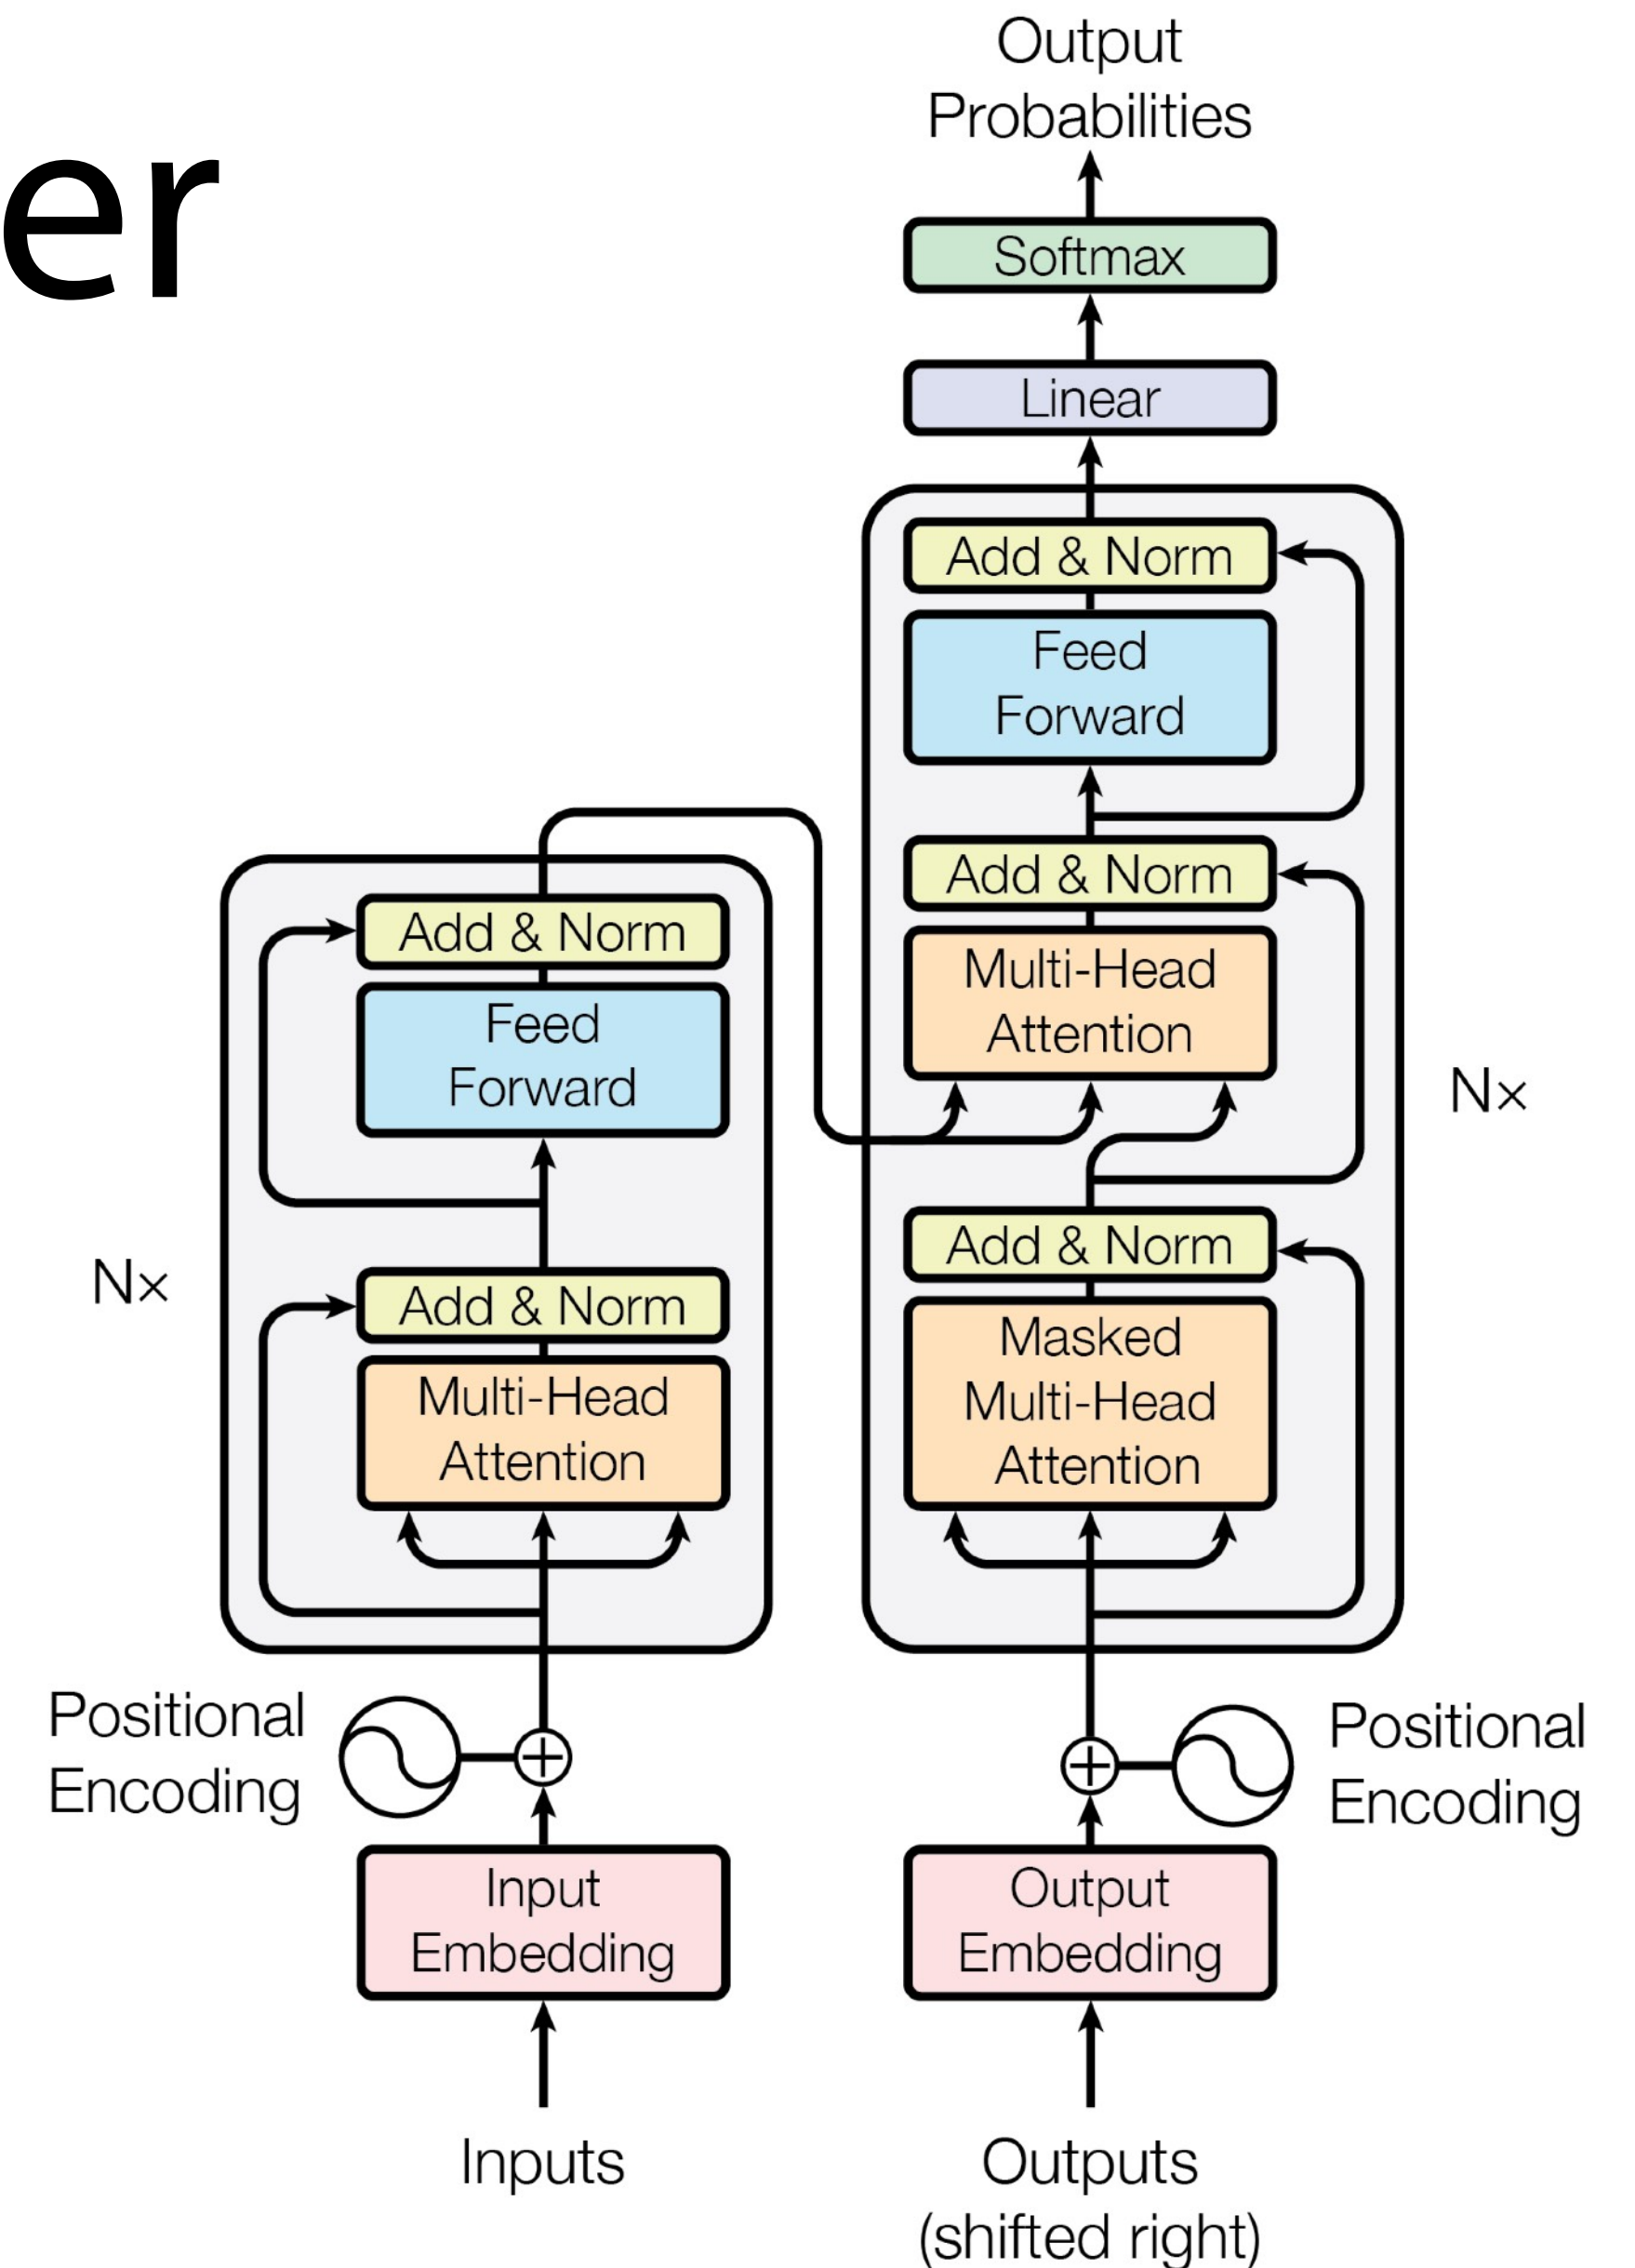 er
Output
Probabilities
Softmax
Linear
Add & Norm
Feed
Forward
Add & Norm
Multi-Head
Attention
Add & Norm
Masked
Multi-Head
Attention
N×
Add & Norm
Feed
Forward
Add & Norm
Multi-Head
Attention
N×
Positional
Encoding
Positional
Encoding
Input
Embedding
Output
Embedding
Inputs
Outputs
(shifted right)